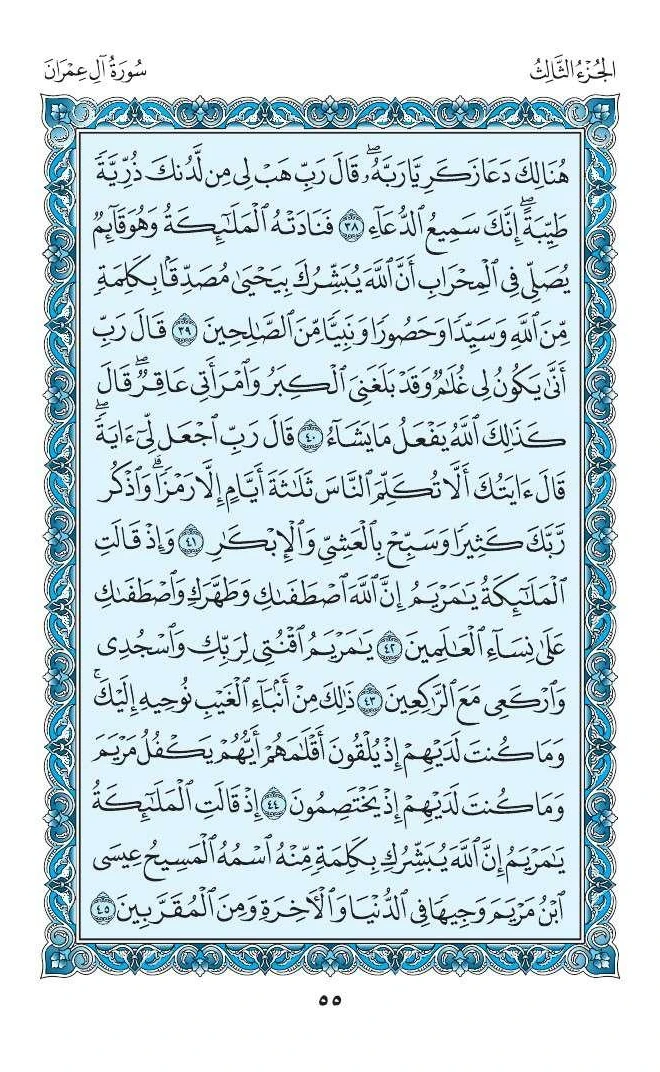 الجُزْءُ الثَّالِثُ
سُورَةُ آلِ عِمْرَانَ
هُنَالِكَ دَعَا زَكَرِيَّا رَبَّهُۥۖ قَالَ رَبِّ هَبۡ لِي مِن لَّدُنكَ ذُرِّيَّةٗ
طَيِّبَةًۖ إِنَّكَ سَمِيعُ ٱلدُّعَآءِ ٣٨ فَنَادَتۡهُ ٱلۡمَلَٰٓئِكَةُ وَهُوَ قَآئِمٞ
يُصَلِّي فِي ٱلۡمِحۡرَابِ أَنَّ ٱللَّهَ يُبَشِّرُكَ بِيَحۡيَىٰ مُصَدِّقَۢا بِكَلِمَةٖ
مِّنَ ٱللَّهِ وَسَيِّدٗا وَحَصُورٗا وَنَبِيّٗا مِّنَ ٱلصَّٰلِحِينَ ٣٩ قَالَ رَبِّ
أَنَّىٰ يَكُونُ لِي غُلَٰمٞ وَقَدۡ بَلَغَنِيَ ٱلۡكِبَرُ وَٱمۡرَأَتِي عَاقِرٞۖ قَالَ
كَذَٰلِكَ ٱللَّهُ يَفۡعَلُ مَا يَشَآءُ ٤٠ قَالَ رَبِّ ٱجۡعَل لِّيٓ ءَايَةٗۖ
قَالَ ءَايَتُكَ أَلَّا تُكَلِّمَ ٱلنَّاسَ ثَلَٰثَةَ أَيَّامٍ إِلَّا رَمۡزٗاۗ وَٱذۡكُر
رَّبَّكَ كَثِيرٗا وَسَبِّحۡ بِٱلۡعَشِيِّ وَٱلۡإِبۡكَٰرِ ٤١ وَإِذۡ قَالَتِ
ٱلۡمَلَٰٓئِكَةُ يَٰمَرۡيَمُ إِنَّ ٱللَّهَ ٱصۡطَفَىٰكِ وَطَهَّرَكِ وَٱصۡطَفَىٰكِ
عَلَىٰ نِسَآءِ ٱلۡعَٰلَمِينَ ٤٢ يَٰمَرۡيَمُ ٱقۡنُتِي لِرَبِّكِ وَٱسۡجُدِي
وَٱرۡكَعِي مَعَ ٱلرَّٰكِعِينَ ٤٣ ذَٰلِكَ مِنۡ أَنۢبَآءِ ٱلۡغَيۡبِ نُوحِيهِ إِلَيۡكَۚ
وَمَا كُنتَ لَدَيۡهِمۡ إِذۡ يُلۡقُونَ أَقۡلَٰمَهُمۡ أَيُّهُمۡ يَكۡفُلُ مَرۡيَمَ
وَمَا كُنتَ لَدَيۡهِمۡ إِذۡ يَخۡتَصِمُونَ ٤٤ إِذۡ قَالَتِ ٱلۡمَلَٰٓئِكَةُ
يَٰمَرۡيَمُ إِنَّ ٱللَّهَ يُبَشِّرُكِ بِكَلِمَةٖ مِّنۡهُ ٱسۡمُهُ ٱلۡمَسِيحُ عِيسَى
ٱبۡنُ مَرۡيَمَ وَجِيهٗا فِي ٱلدُّنۡيَا وَٱلۡأٓخِرَةِ وَمِنَ ٱلۡمُقَرَّبِينَ ٤٥
٥٥